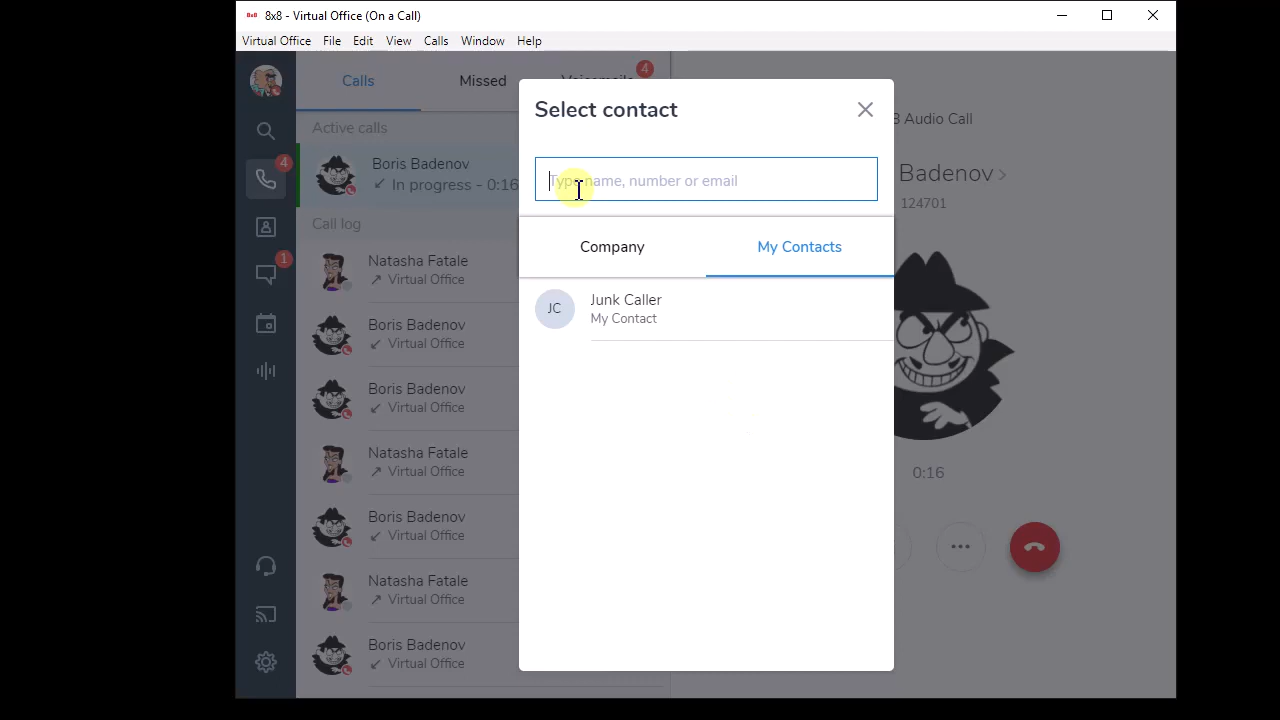 8x8 8x8 - Virtual Office (On a Call)
Virtual Office File Edit View Calls Window Help
Calls Missed Voicemails 4
Active calls
4
1
Boris Badenov
In progress - 0:16
Call log
Natasha Fatale
Virtual Office
Boris Badenov
Virtual Office
Boris Badenov
Virtual Office
Natasha Fatale
Virtual Office
Boris Badenov
Virtual Office
Natasha Fatale
Virtual Office
Boris Badenov
Virtual Office
Select contact
Type name, number or email
Company My Contacts
JC Junk Caller
My Contact
8 Audio Call
Badenov
124701
0:16